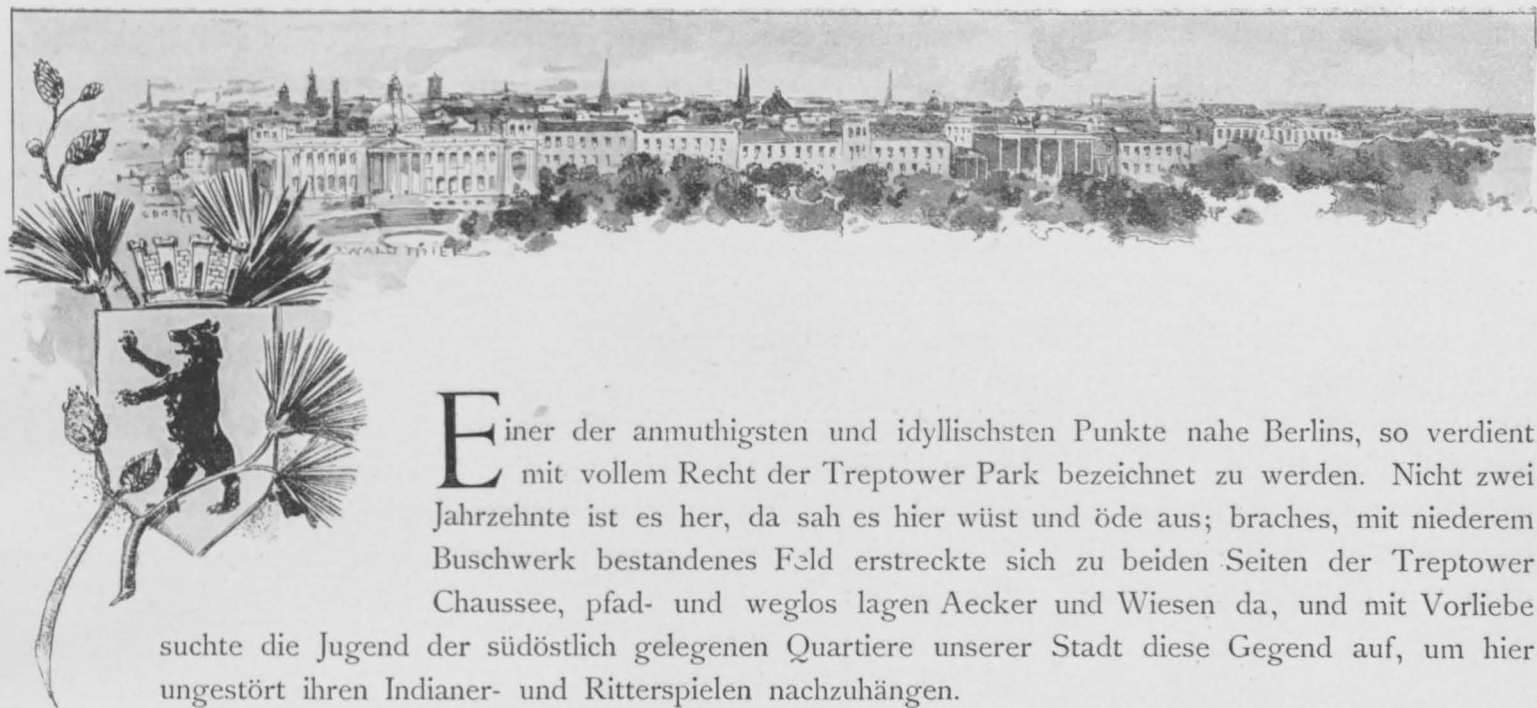 Einer der anmuthigsten und idyllischsten Punkte nahe Berlins, so verdient
mit vollem Recht der Treptower Park bezeichnet zu werden. Nicht zwei
Jahrzehnte ist es her, da sah es hier wüst und öde aus; braches, mit niederem
Buschwerk bestandenes Feld erstreckte sich zu beiden Seiten der Treptower
Chaussee, pfad- und weglos lagen Aecker und Wiesen da, und mit Vorliebe
suchte die Jugend der südöstlich gelegenen Quartiere unserer Stadt diese Gegend auf, um hier
ungestört ihren Indianer- und Ritterspielen nachzuhängen.